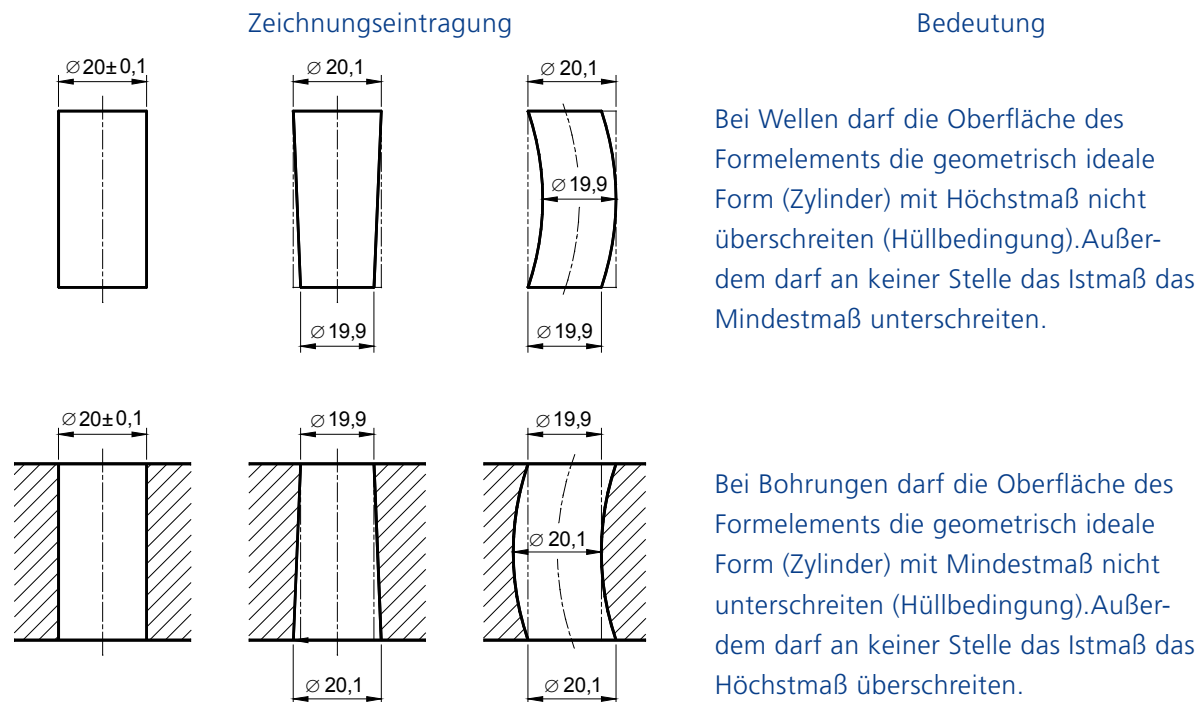 Zeichnungseintragung
Bedeutung
⌀20±0,1
⌀20,1
⌀20,1
⌀19,9
⌀19,9
⌀19,9
Bei Wellen darf die Oberfläche des
Formelements die geometrisch ideale
Form (Zylinder) mit Höchstmaß nicht
überschreiten (Hüllbedingung).Außer-
dem darf an keiner Stelle das Istmaß das
Mindestmaß unterschreiten.
⌀20±0,1
⌀19,9
⌀19,9
⌀20,1
⌀20,1
⌀20,1
Bei Bohrungen darf die Oberfläche des
Formelements die geometrisch ideale
Form (Zylinder) mit Mindestmaß nicht
unterschreiten (Hüllbedingung).Außer-
dem darf an keiner Stelle das Istmaß das
Höchstmaß überschreiten.